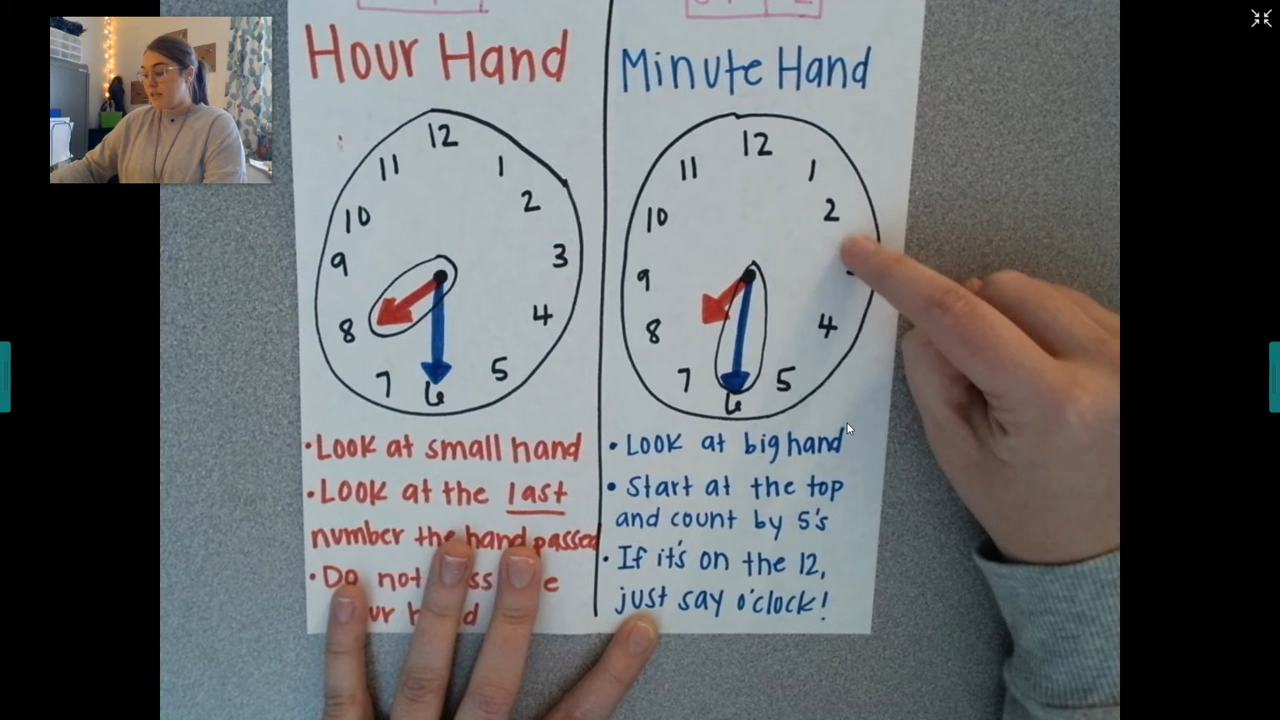 Hour Hand
12
11
1
10
2
9
3
8
4
7
6
5
• Look at small hand
• Look at the last
number the hand passed
• Do not
Minute Hand
12
11
1
10
2
9
8
4
7
6
5
• Look at big hand
• Start at the top
and count by 5's
• If it's on the 12,
just say o'clock!